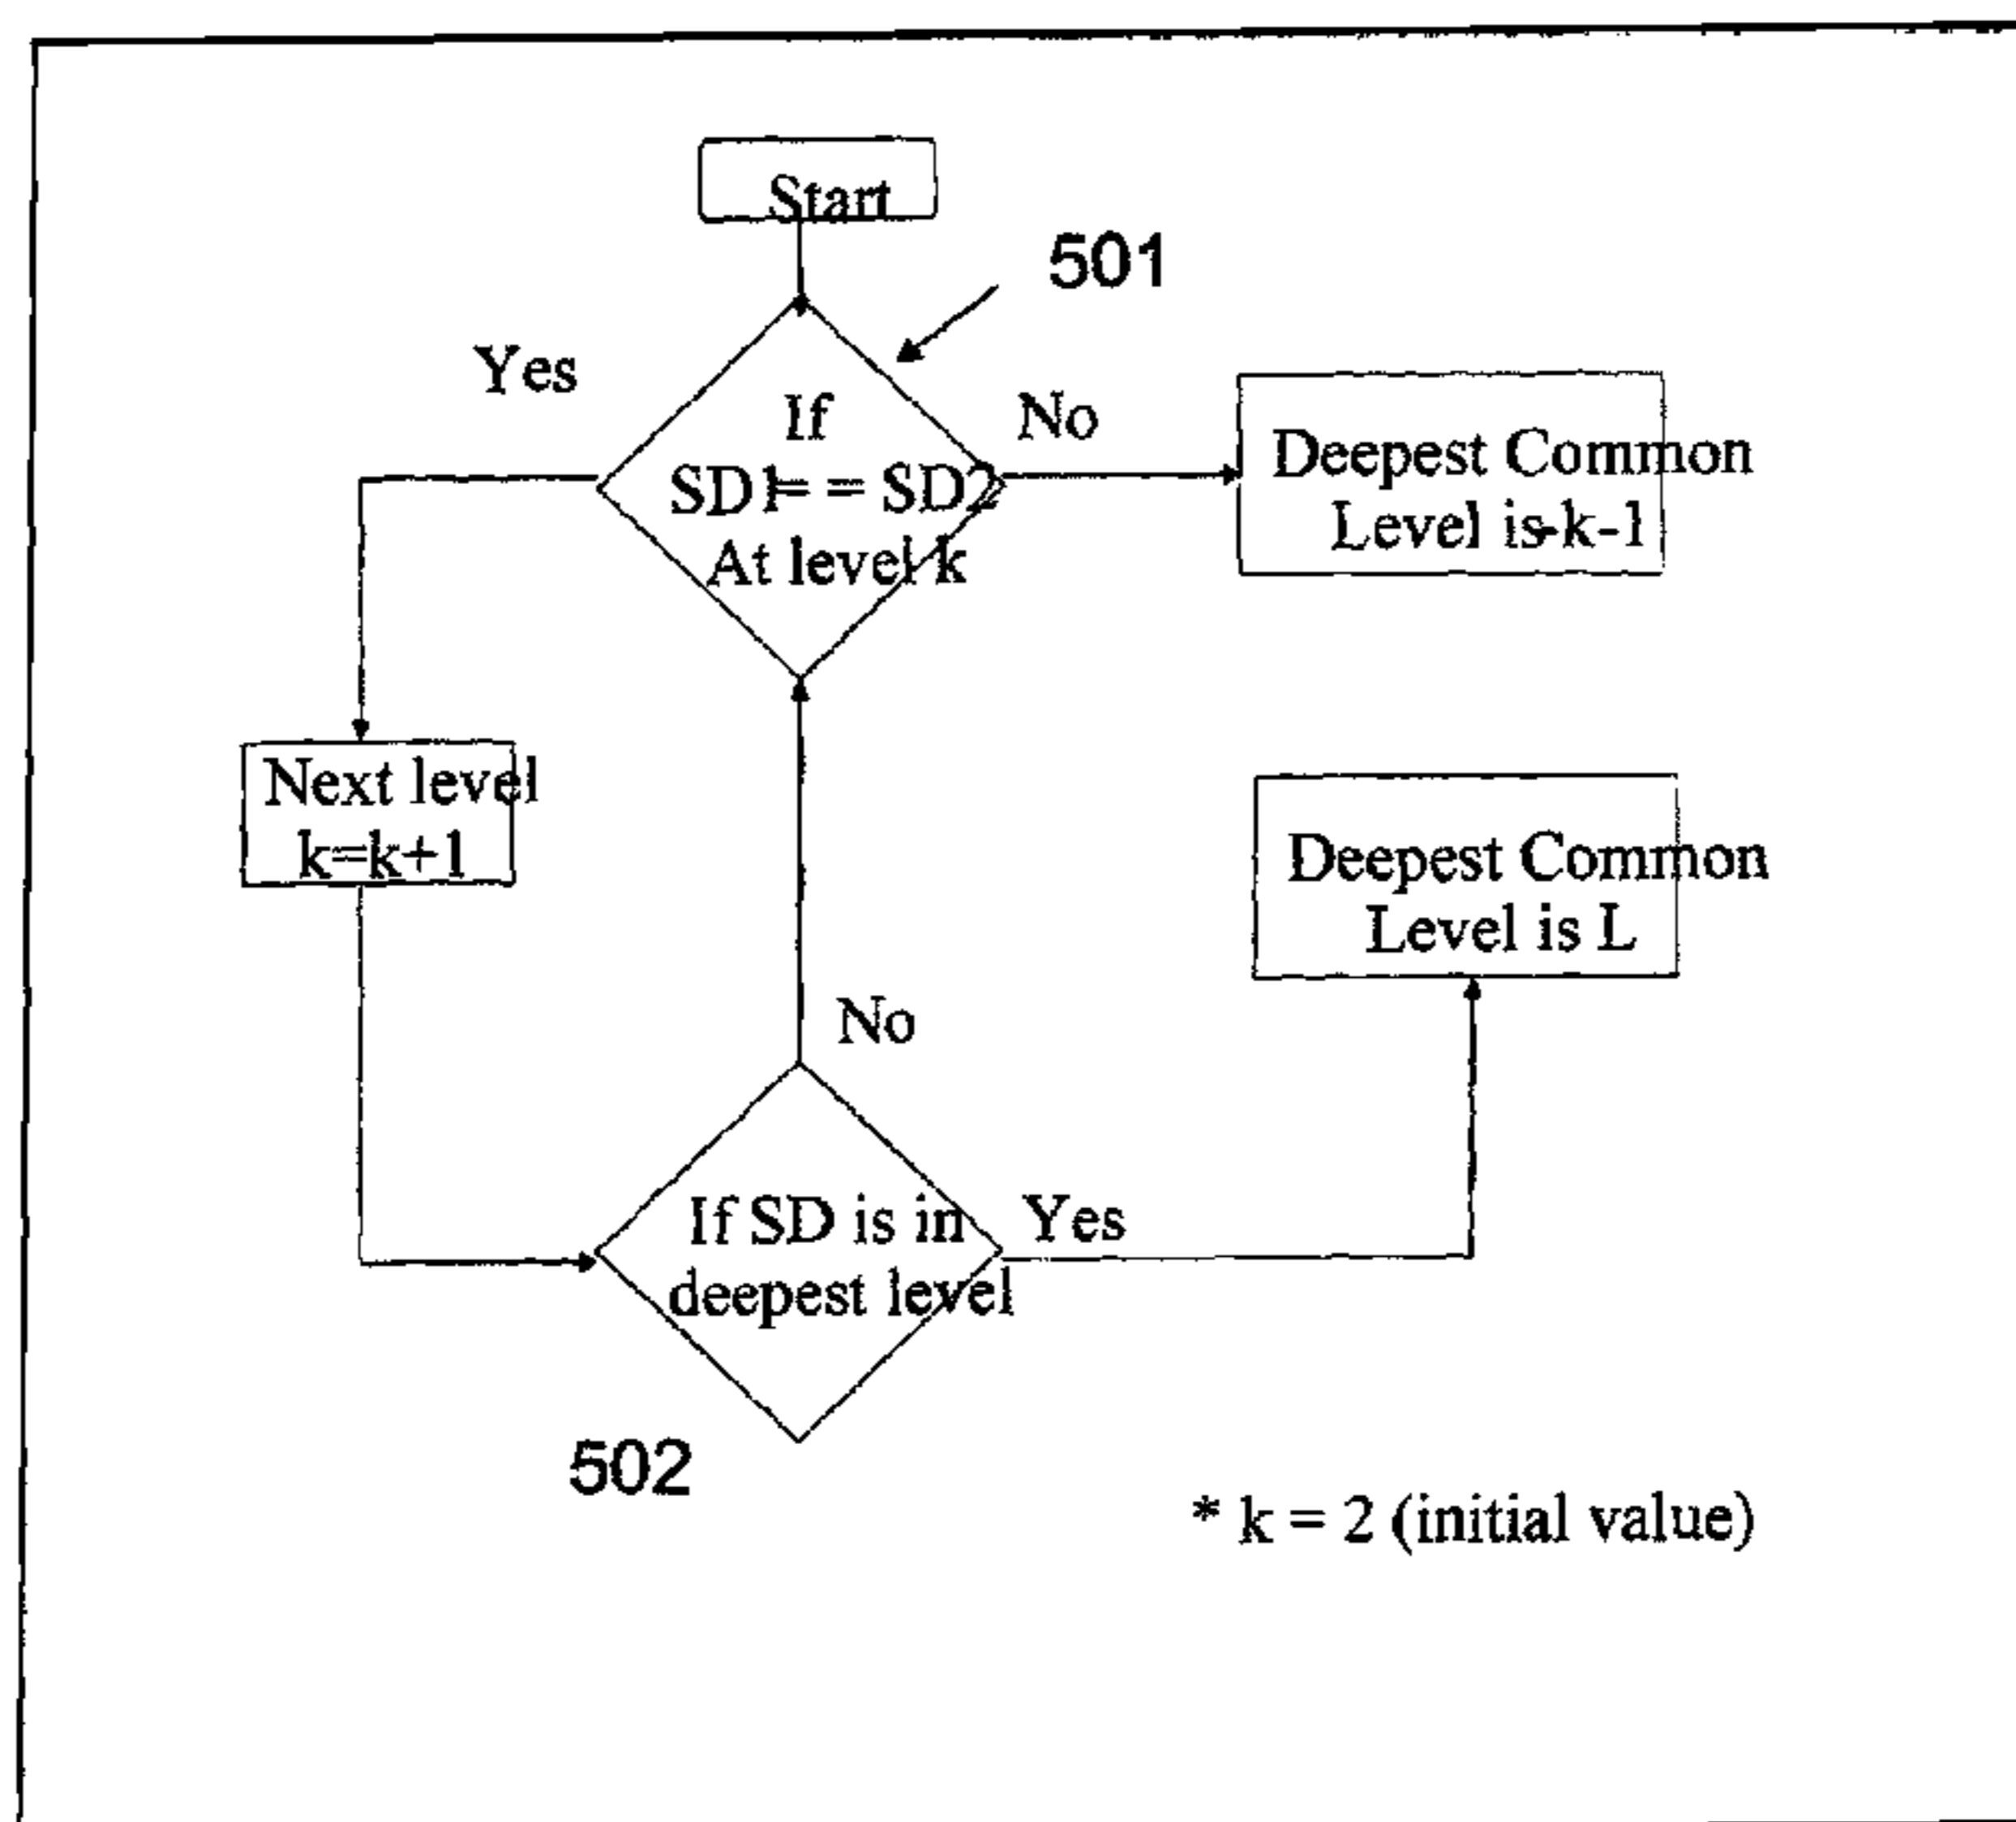 Start
501
Yes
If
SD1== SD2
At level k
No
Deepest Common
Level is-k-1
Next level
k=k+1
Deepest Common
Level is L
No
If SD is in
deepest level
Yes
502
* k = 2 (initial value)